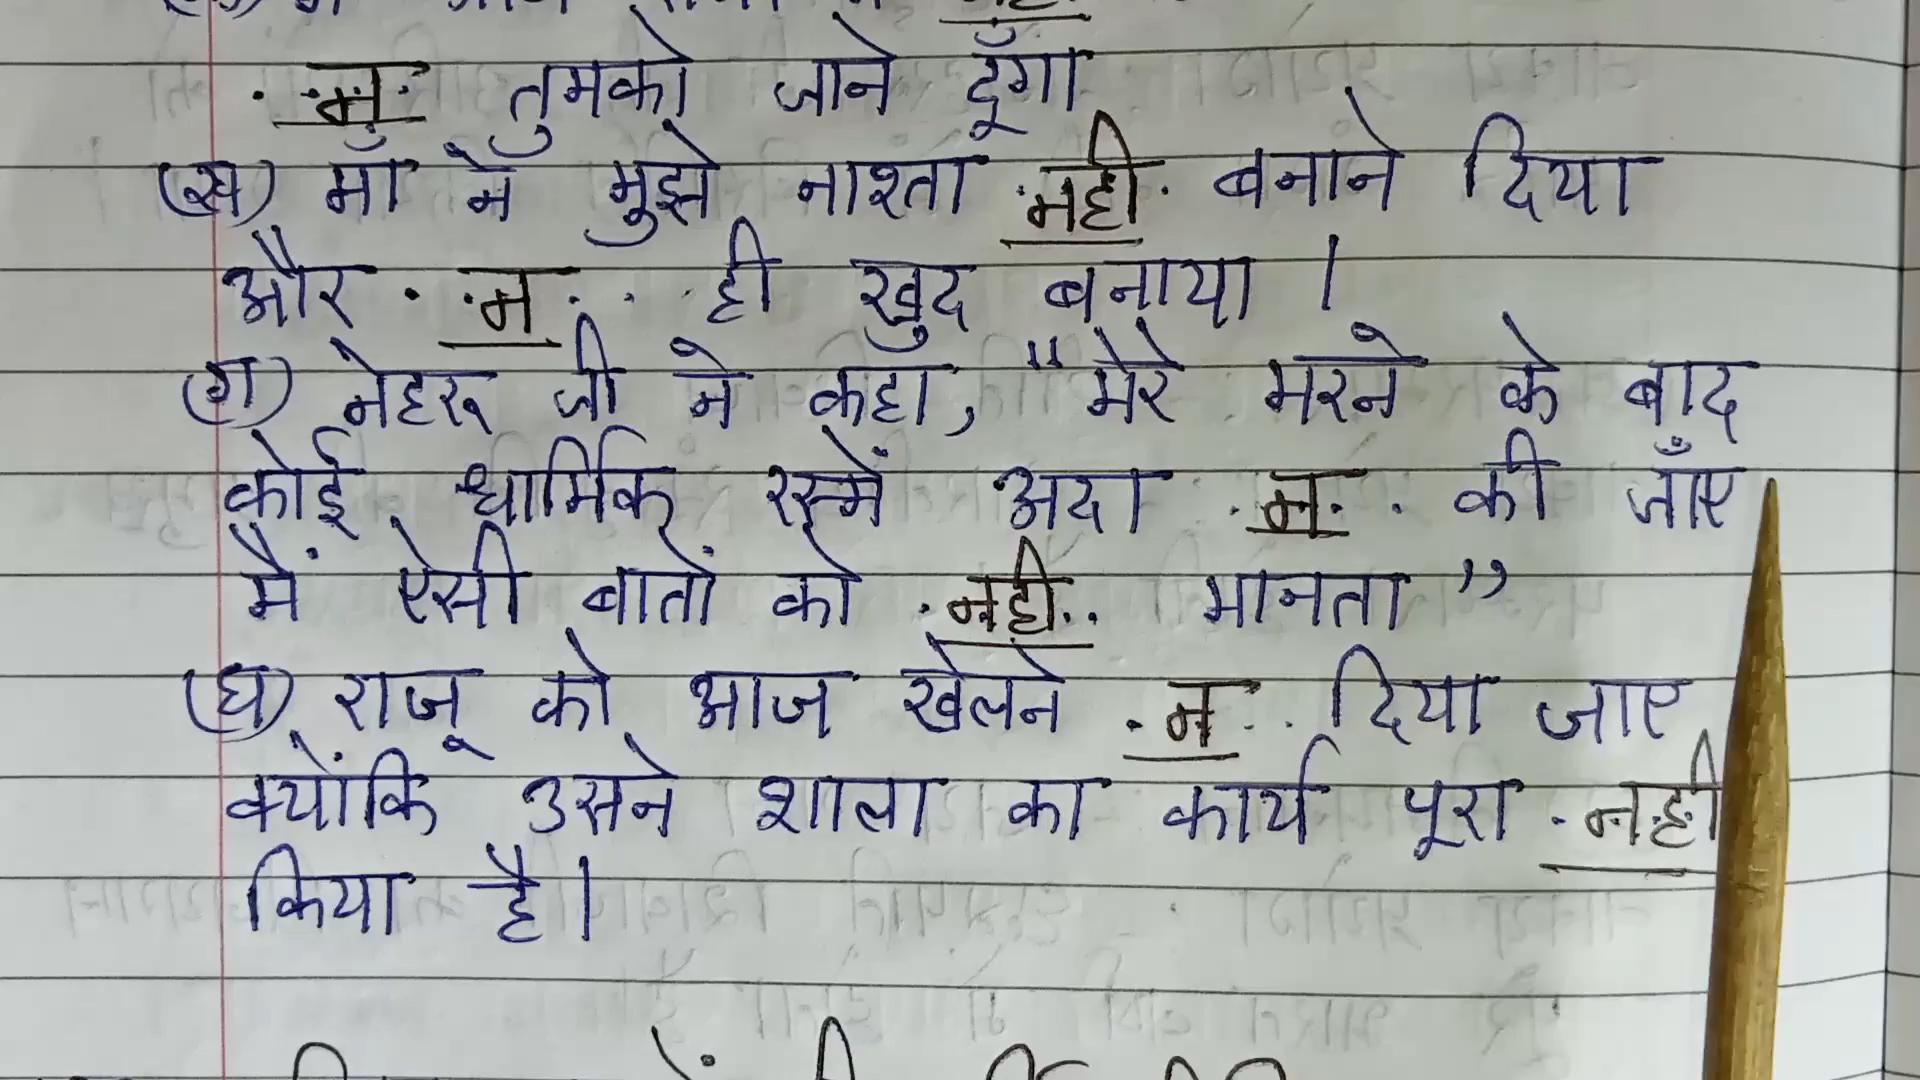 न तुमको जाने दूँगा
(ख) माँ ने मुझे नाश्ता नही बनाने दिया
और न ही खुद बनाया।
(ग) नेहरू जी ने कहा, "मेरे मरने के बाद
कोई धार्मिक रस्में अदा न की जाँए
मैं ऐसी बातों को नही मानता"
(घ) राजू को आज खेलने न दिया जाए
क्योंकि उसने शाला का कार्य पूरा नही
किया है।